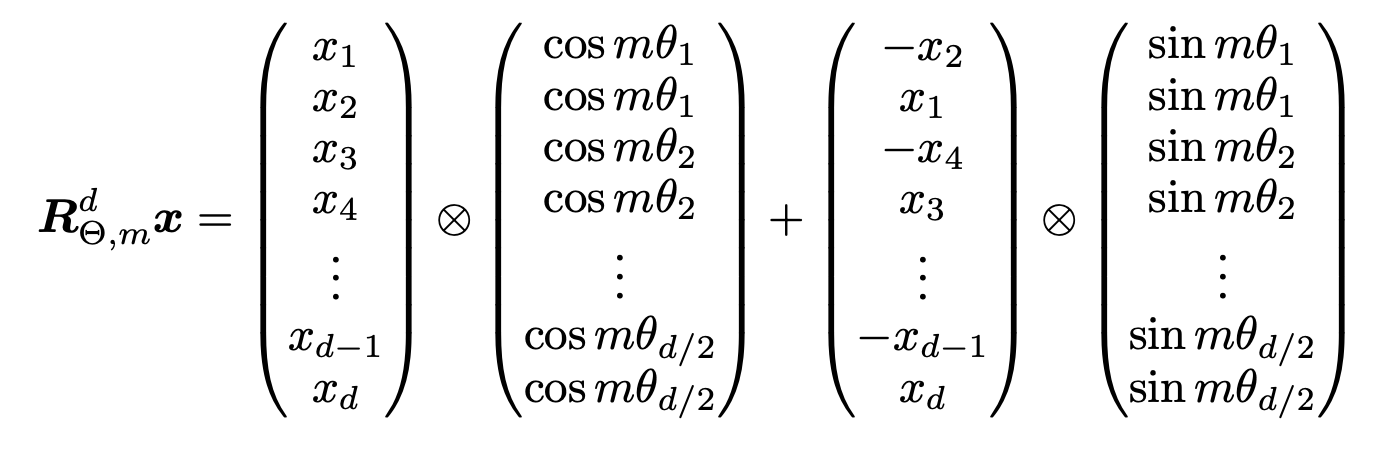 $$\boldsymbol{R}^d_{\Theta,m}\boldsymbol{x} = \begin{pmatrix} x_1 \\ x_2 \\ x_3 \\ x_4 \\ \vdots \\ x_{d-1} \\ x_d \end{pmatrix} \otimes \begin{pmatrix} \cos m\theta_1 \\ \cos m\theta_1 \\ \cos m\theta_2 \\ \cos m\theta_2 \\ \vdots \\ \cos m\theta_{d/2} \\ \cos m\theta_{d/2} \end{pmatrix} + \begin{pmatrix} -x_2 \\ x_1 \\ -x_4 \\ x_3 \\ \vdots \\ -x_{d-1} \\ x_d \end{pmatrix} \otimes \begin{pmatrix} \sin m\theta_1 \\ \sin m\theta_1 \\ \sin m\theta_2 \\ \sin m\theta_2 \\ \vdots \\ \sin m\theta_{d/2} \\ \sin m\theta_{d/2} \end{pmatrix}$$